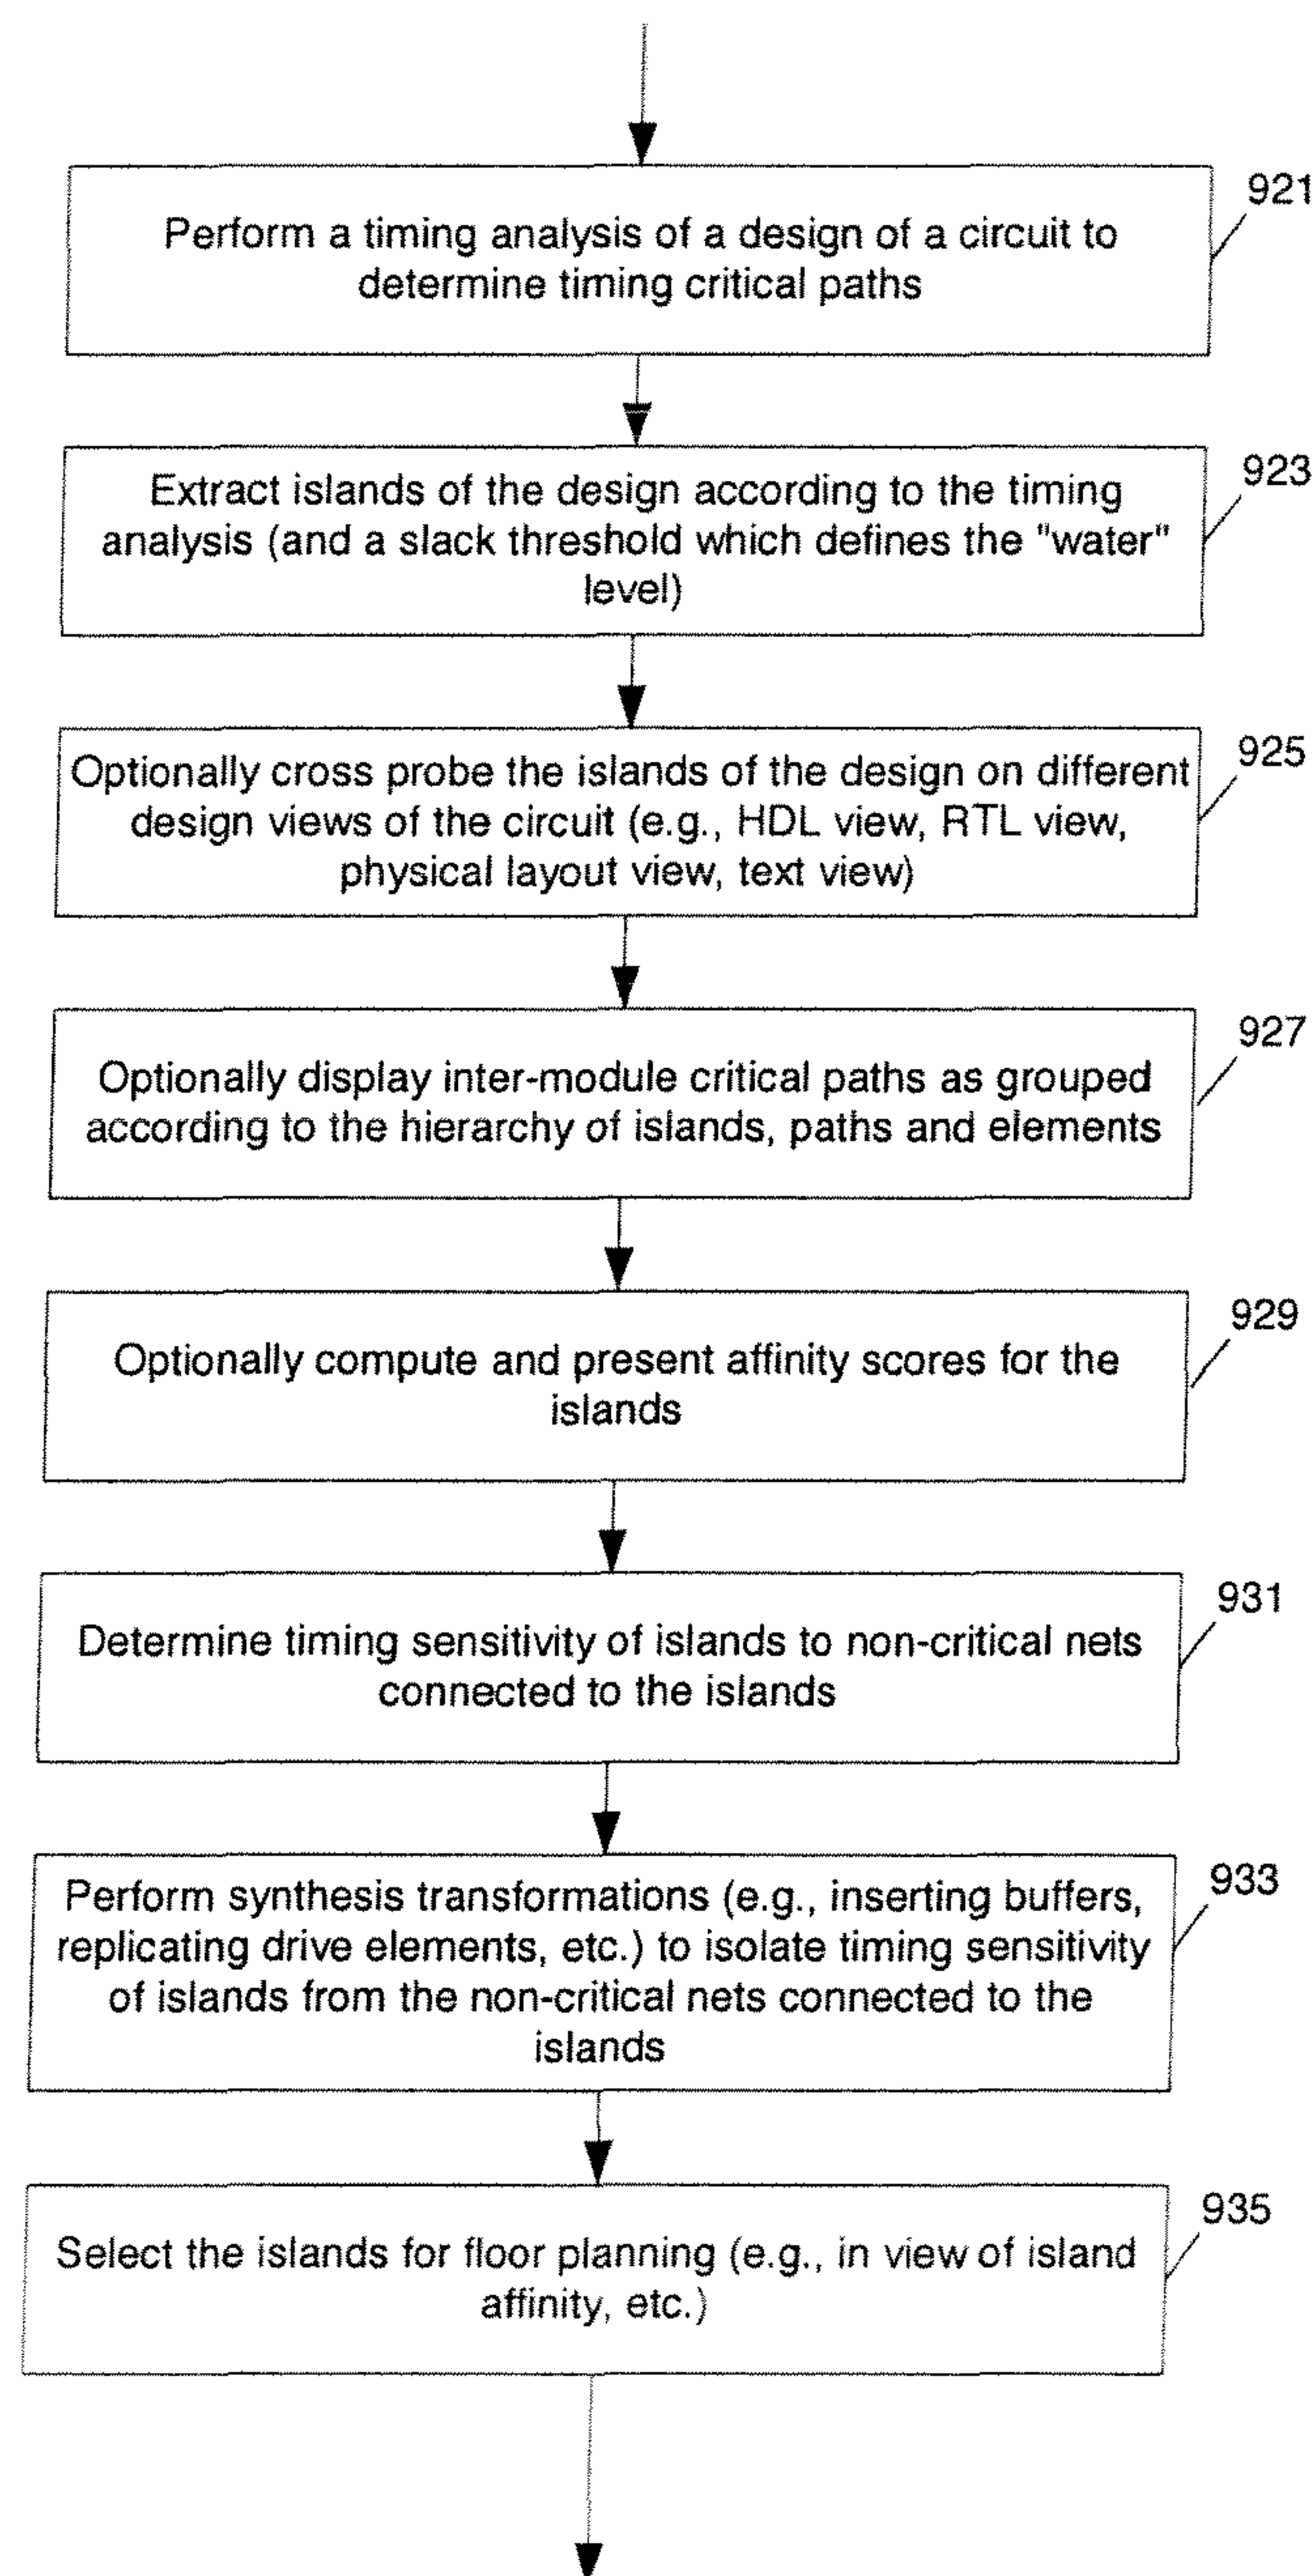 921
Perform a timing analysis of a design of a circuit to
determine timing critical paths
923
Extract islands of the design according to the timing
analysis (and a slack threshold which defines the "water"
level)
925
Optionally cross probe the islands of the design on different
design views of the circuit (e.g., HDL view, RTL view,
physical layout view, text view)
927
Optionally display inter-module critical paths as grouped
according to the hierarchy of islands, paths and elements
929
Optionally compute and present affinity scores for the
islands
931
Determine timing sensitivity of islands to non-critical nets
connected to the islands
933
Perform synthesis transformations (e.g., inserting buffers,
replicating drive elements, etc.) to isolate timing sensitivity
of islands from the non-critical nets connected to the
islands
935
Select the islands for floor planning (e.g., in view of island
affinity, etc.)